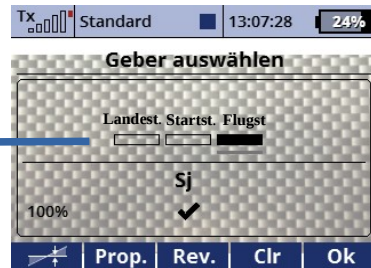 Tx Standard 13:07:28 24%
Geber auswählen
Landest. Startst. Flugst
Sj
100%
Prop. Rev. Clr Ok